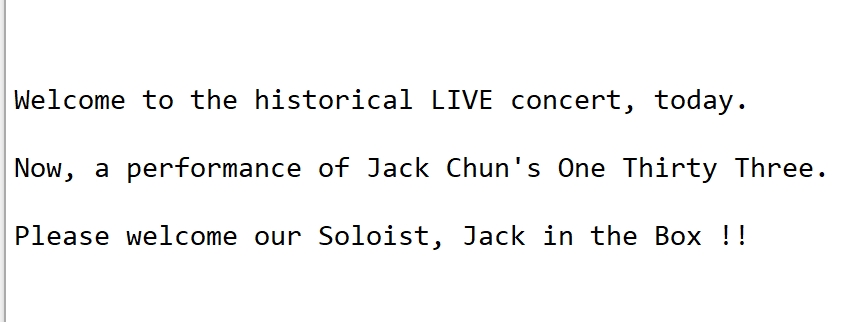 Welcome to the historical LIVE concert, today.
Now, a performance of Jack Chun's One Thirty Three.
Please welcome our Soloist, Jack in the Box !!